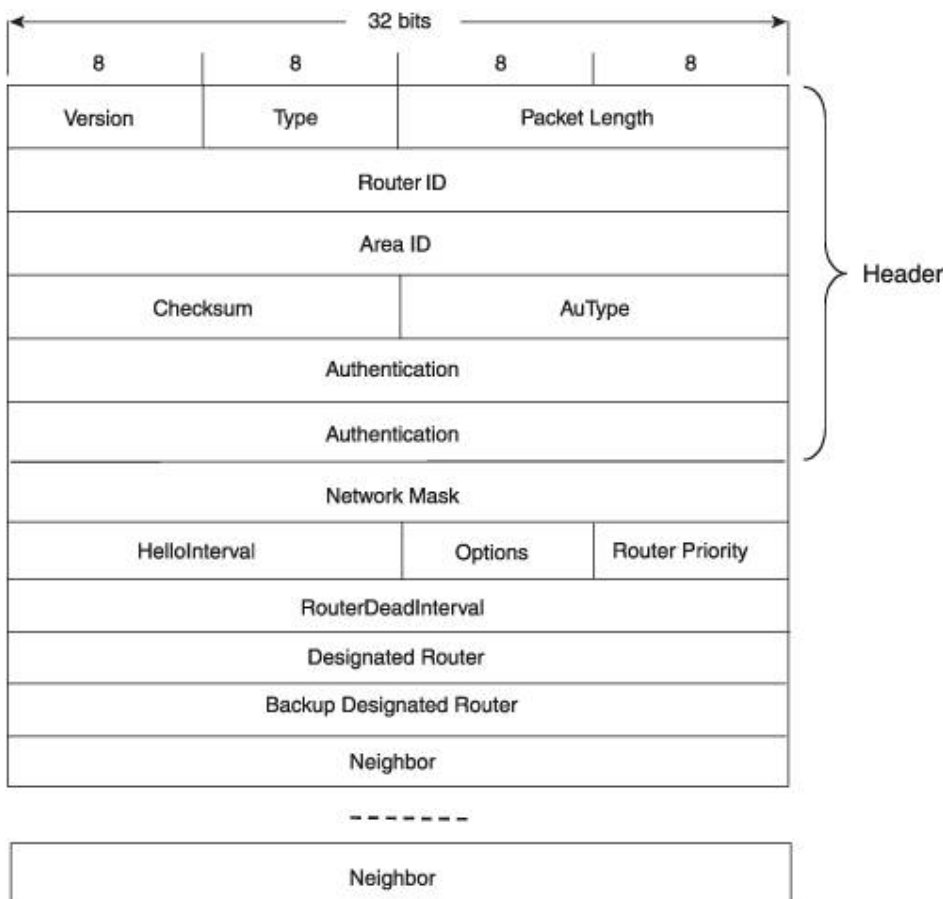 32 bits
8 8 8 8
Version Type Packet Length
Router ID
Area ID
Header
Checksum AuType
Authentication
Authentication
Network Mask
HelloInterval Options Router Priority
RouterDeadInterval
Designated Router
Backup Designated Router
Neighbor
Neighbor